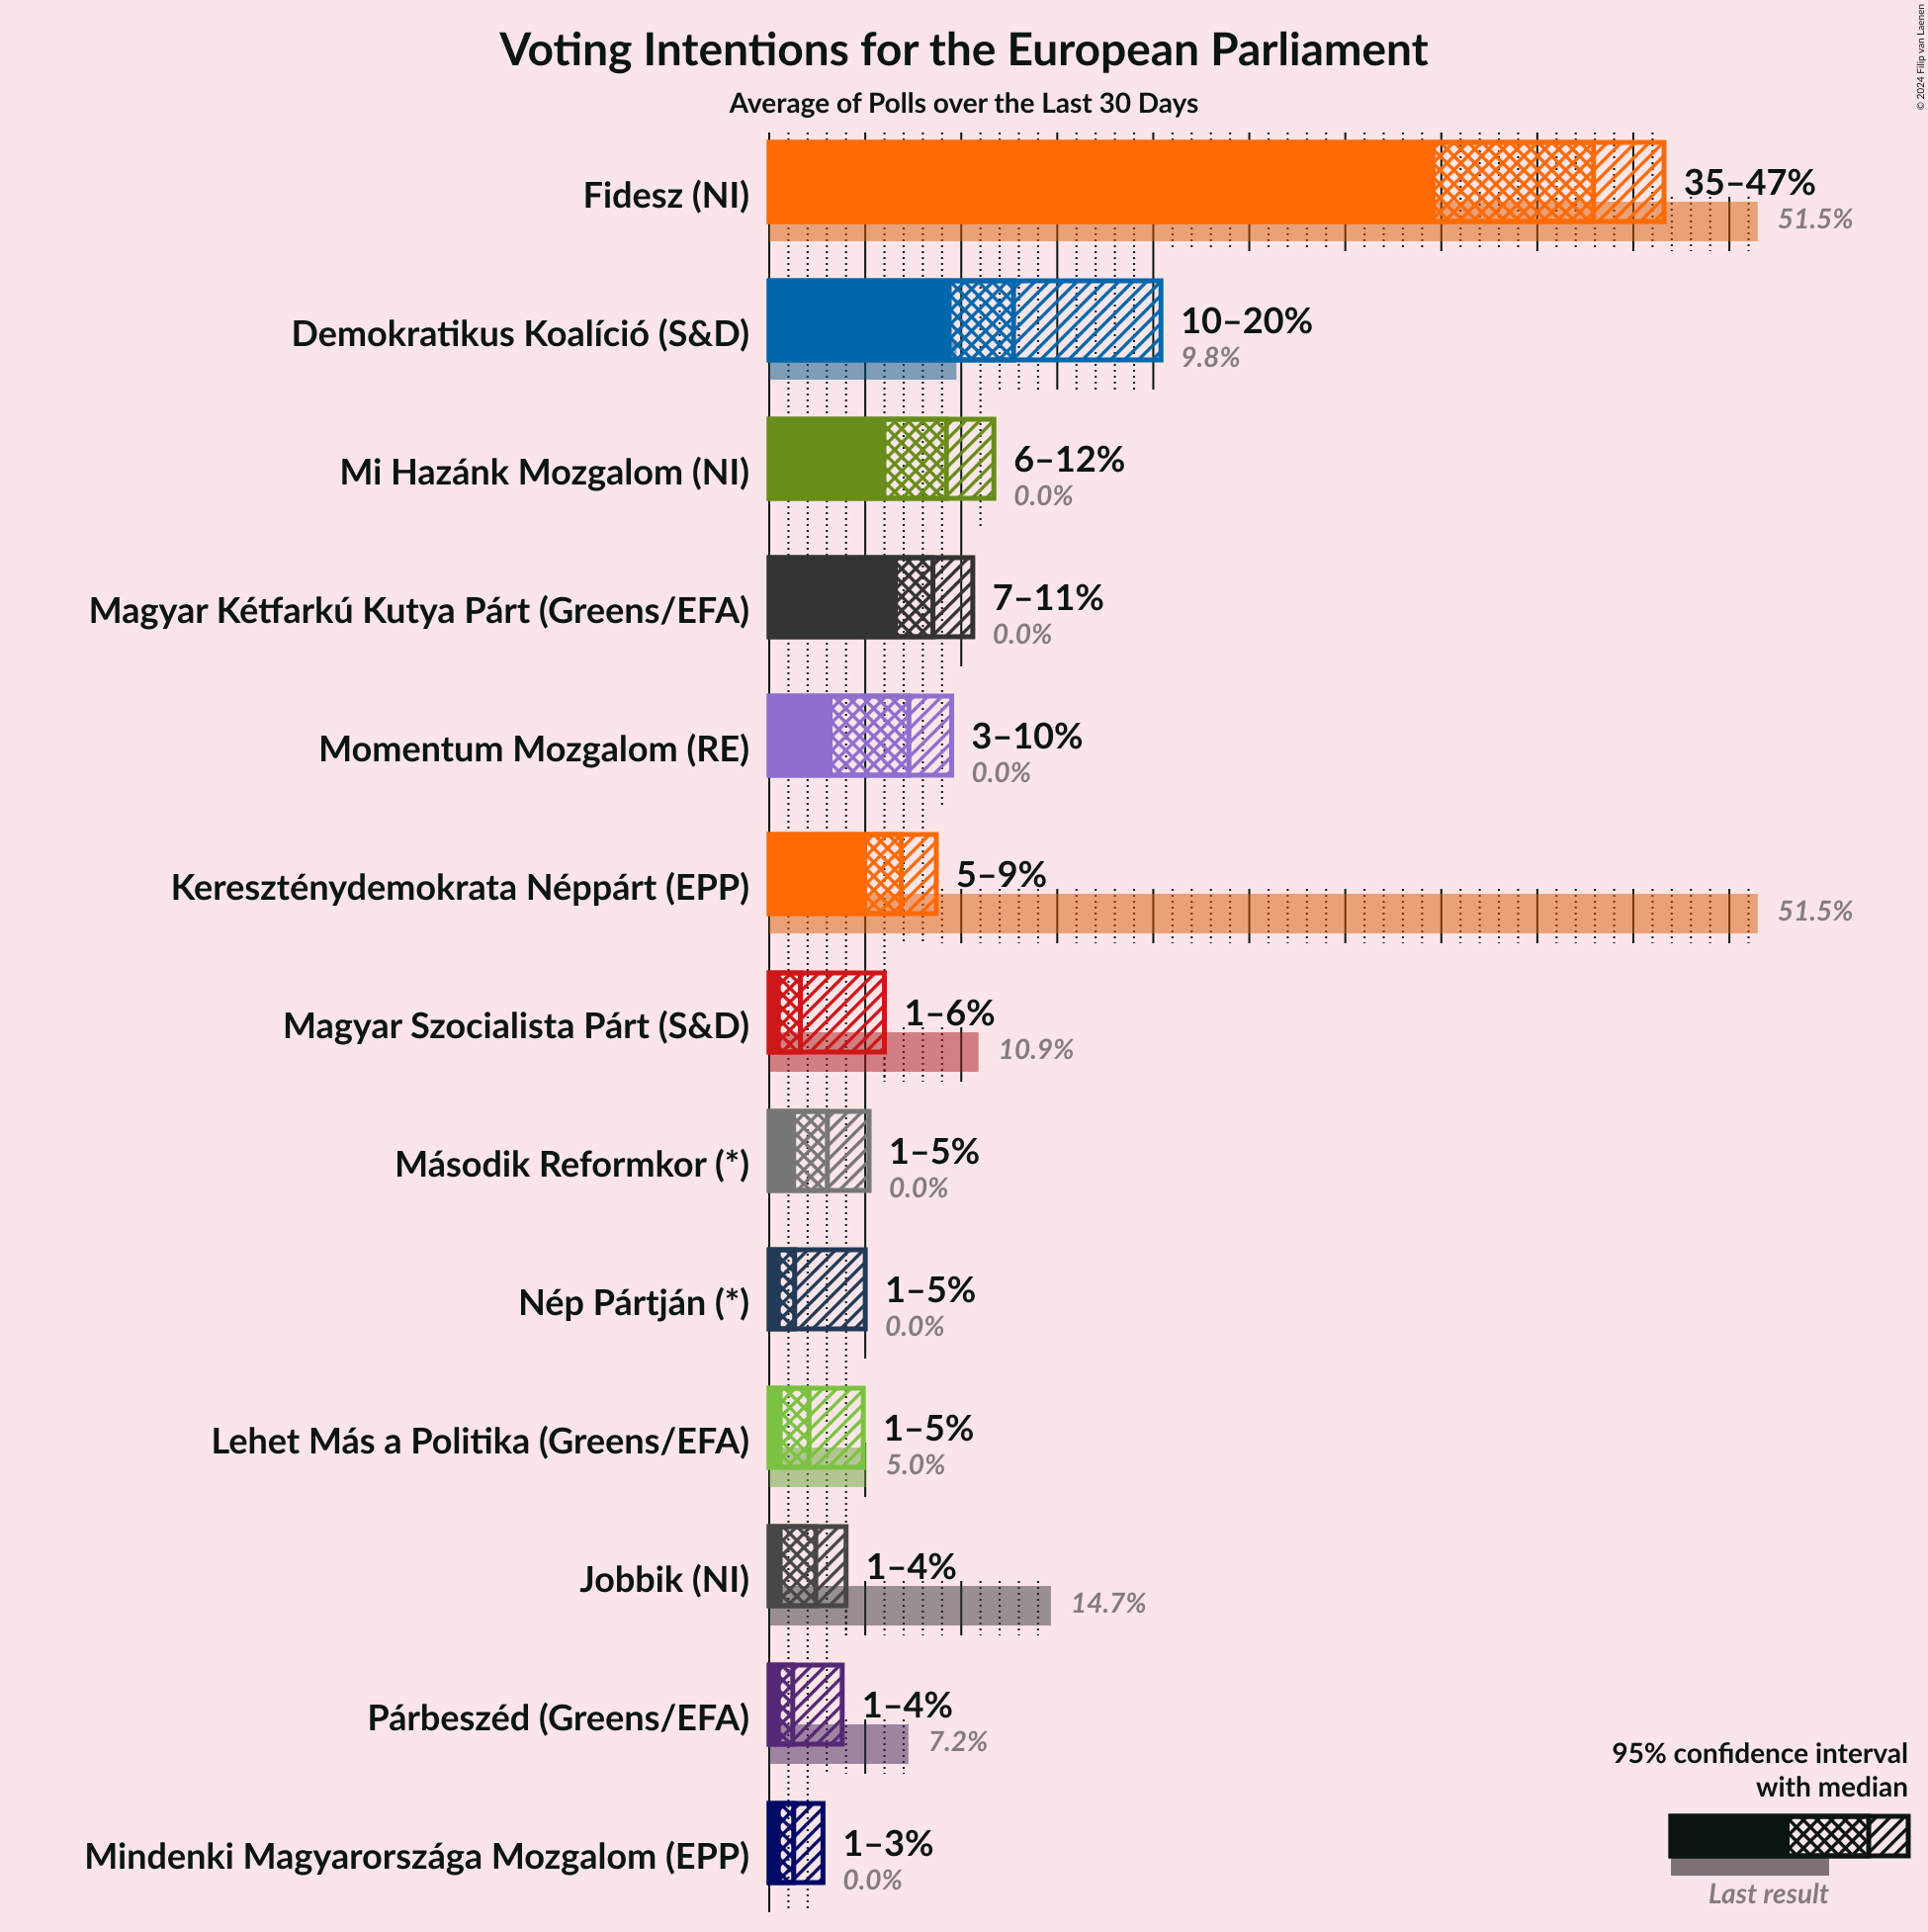 © 2024 Filip van Laenen
Voting Intentions for the European Parliament
Average of Polls over the Last 30 Days
Fidesz (NI)
35–47%
51.5%
Demokratikus Koalíció (S&D)
10–20%
9.8%
Mi Hazánk Mozgalom (NI)
6–12%
0.0%
Magyar Kétfarkú Kutya Párt (Greens/EFA)
7–11%
0.0%
Momentum Mozgalom (RE)
3–10%
0.0%
Kereszténydemokrata Néppárt (EPP)
5–9%
51.5%
Magyar Szocialista Párt (S&D)
1–6%
10.9%
Második Reformkor (*)
1–5%
0.0%
Nép Pártján (*)
1–5%
0.0%
Lehet Más a Politika (Greens/EFA)
1–5%
5.0%
Jobbik (NI)
1–4%
14.7%
Párbeszéd (Greens/EFA)
1–4%
7.2%
Mindenki Magyarországa Mozgalom (EPP)
1–3%
0.0%
95% confidence interval
with median
Last result